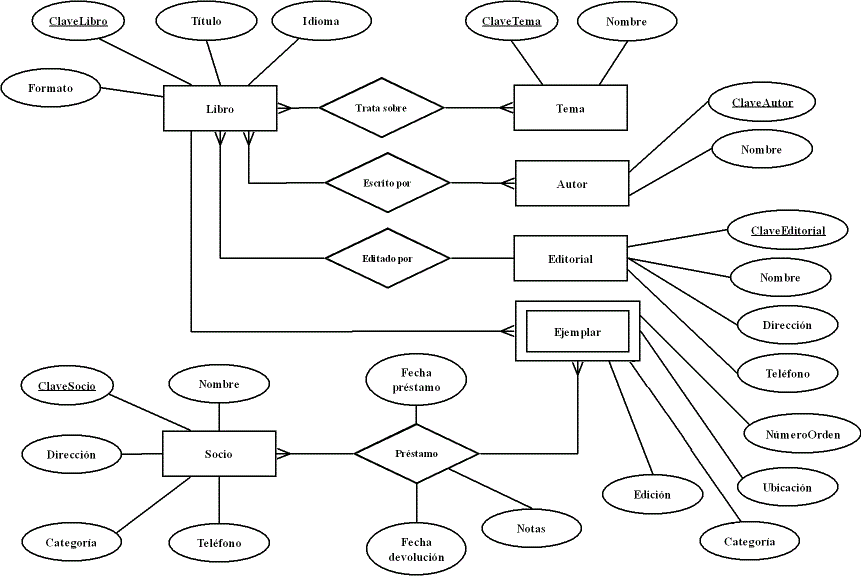 ClaveLibro
Título
Idioma
ClaveTema
Nombre
Formato
Libro
Trata sobre
Tema
ClaveAutor
Nombre
Escrito por
Autor
ClaveEditorial
Editado por
Editorial
Nombre
Dirección
Ejemplar
Teléfono
ClaveSocio
Nombre
Fecha
préstamo
NúmeroOrden
Dirección
Socio
Préstamo
Ubicación
Edición
Categoría
Teléfono
Fecha
devolución
Notas
Categoría